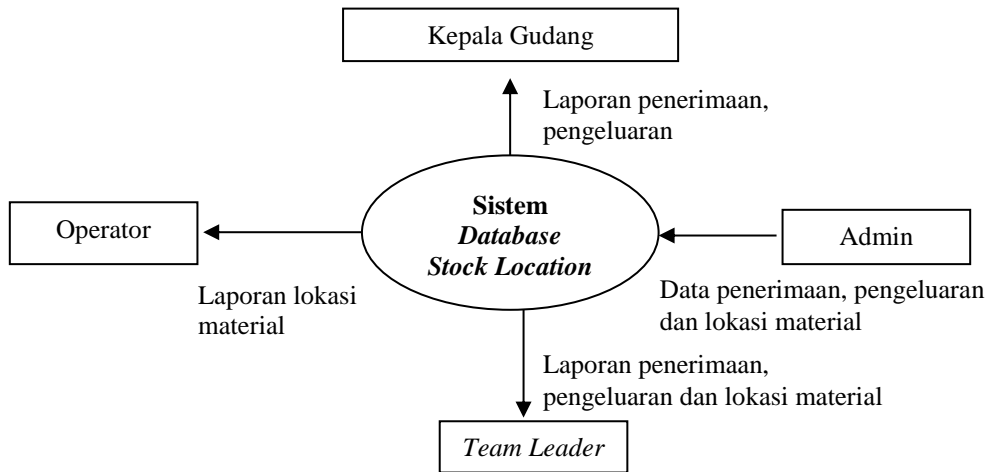 Kepala Gudang
Laporan penerimaan,
pengeluaran
Sistem
Database
Stock Location
Operator
Admin
Laporan lokasi
material
Data penerimaan, pengeluaran
dan lokasi material
Laporan penerimaan,
pengeluaran dan lokasi material
Team Leader